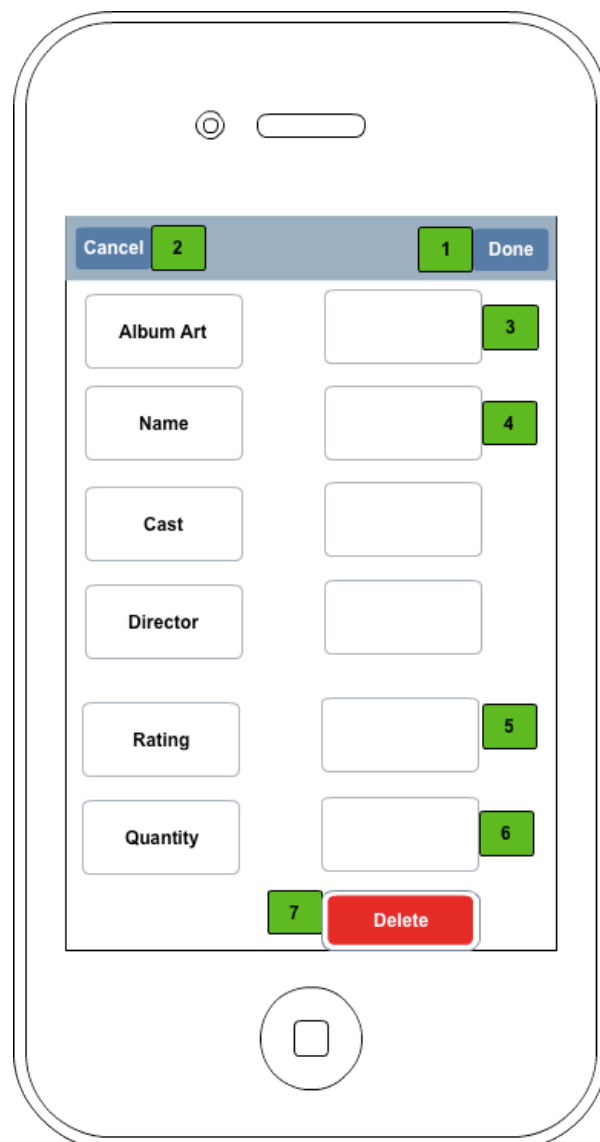 Cancel 2 1 Done
Album Art 3
Name 4
Cast
Director
Rating 5
Quantity 6
7 Delete